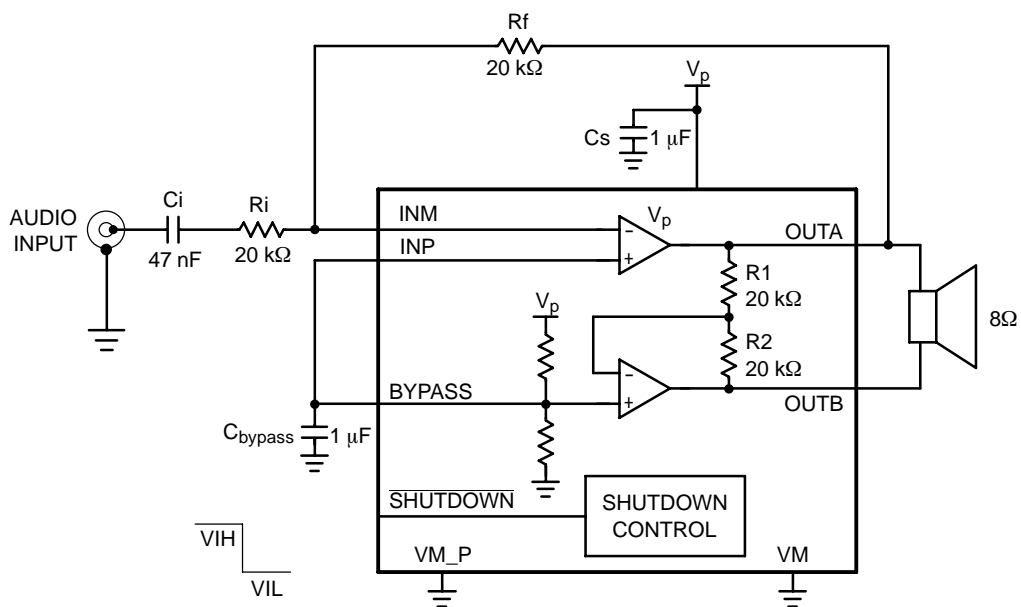 Rf
20 kΩ
Vp
Cs
1 μF
AUDIO
INPUT
Ci
47 nF
Ri
20 kΩ
INM
INP
Vp
OUTA
R1
20 kΩ
Vp
R2
20 kΩ
8Ω
BYPASS
OUTB
Cbypass
1 μF
SHUTDOWN
SHUTDOWN
CONTROL
VIH
VIL
VM_P
VM